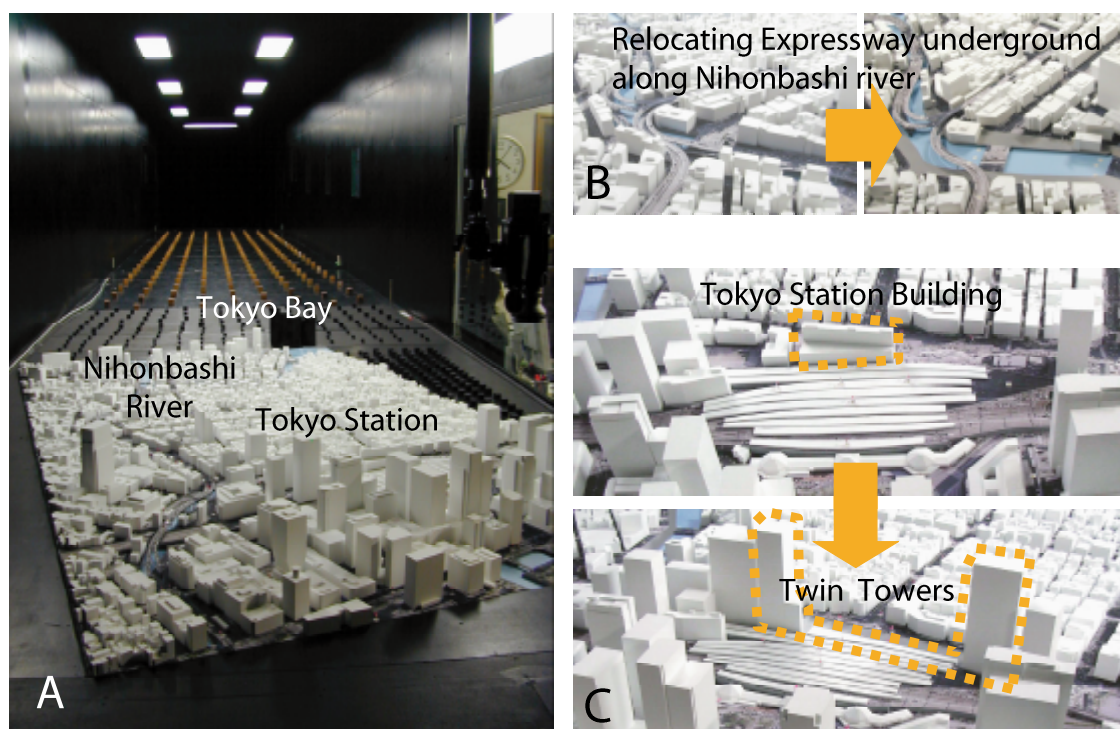 Tokyo Bay
Nihonbashi
River
Tokyo Station
A
Relocating Expressway underground
along Nihonbashi river
B
Tokyo Station Building
Twin Towers
C